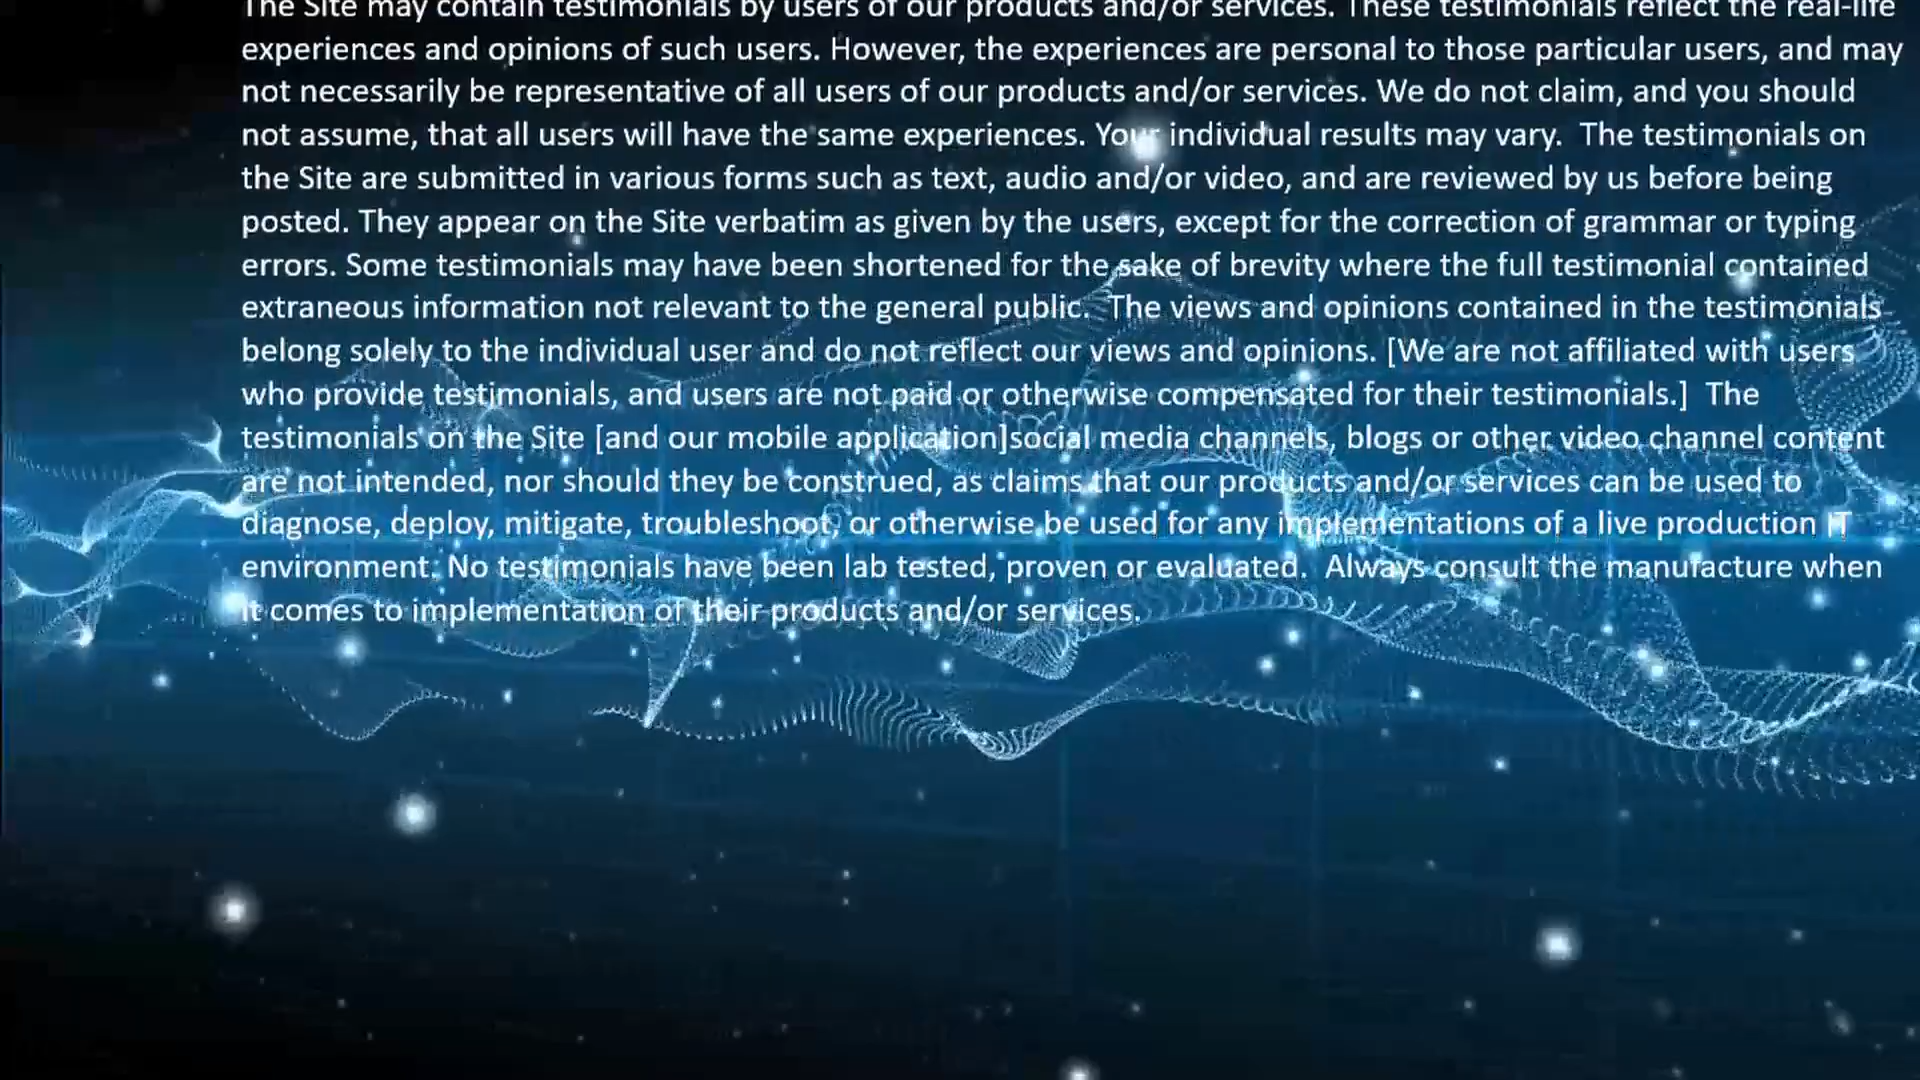 The Site may contain testimonials by users of our products and/or services. These testimonials reflect the real-life
experiences and opinions of such users. However, the experiences are personal to those particular users, and may
not necessarily be representative of all users of our products and/or services. We do not claim, and you should
not assume, that all users will have the same experiences. Your individual results may vary.  The testimonials on
the Site are submitted in various forms such as text, audio and/or video, and are reviewed by us before being
posted. They appear on the Site verbatim as given by the users, except for the correction of grammar or typing
errors. Some testimonials may have been shortened for the sake of brevity where the full testimonial contained
extraneous information not relevant to the general public.  The views and opinions contained in the testimonials
belong solely to the individual user and do not reflect our views and opinions. [We are not affiliated with users
who provide testimonials, and users are not paid or otherwise compensated for their testimonials.]  The
testimonials on the Site [and our mobile application]social media channels, blogs or other video channel content
are not intended, nor should they be construed, as claims that our products and/or services can be used to
diagnose, deploy, mitigate, troubleshoot, or otherwise be used for any implementations of a live production IT
environment. No testimonials have been lab tested, proven or evaluated.  Always consult the manufacture when
it comes to implementation of their products and/or services.